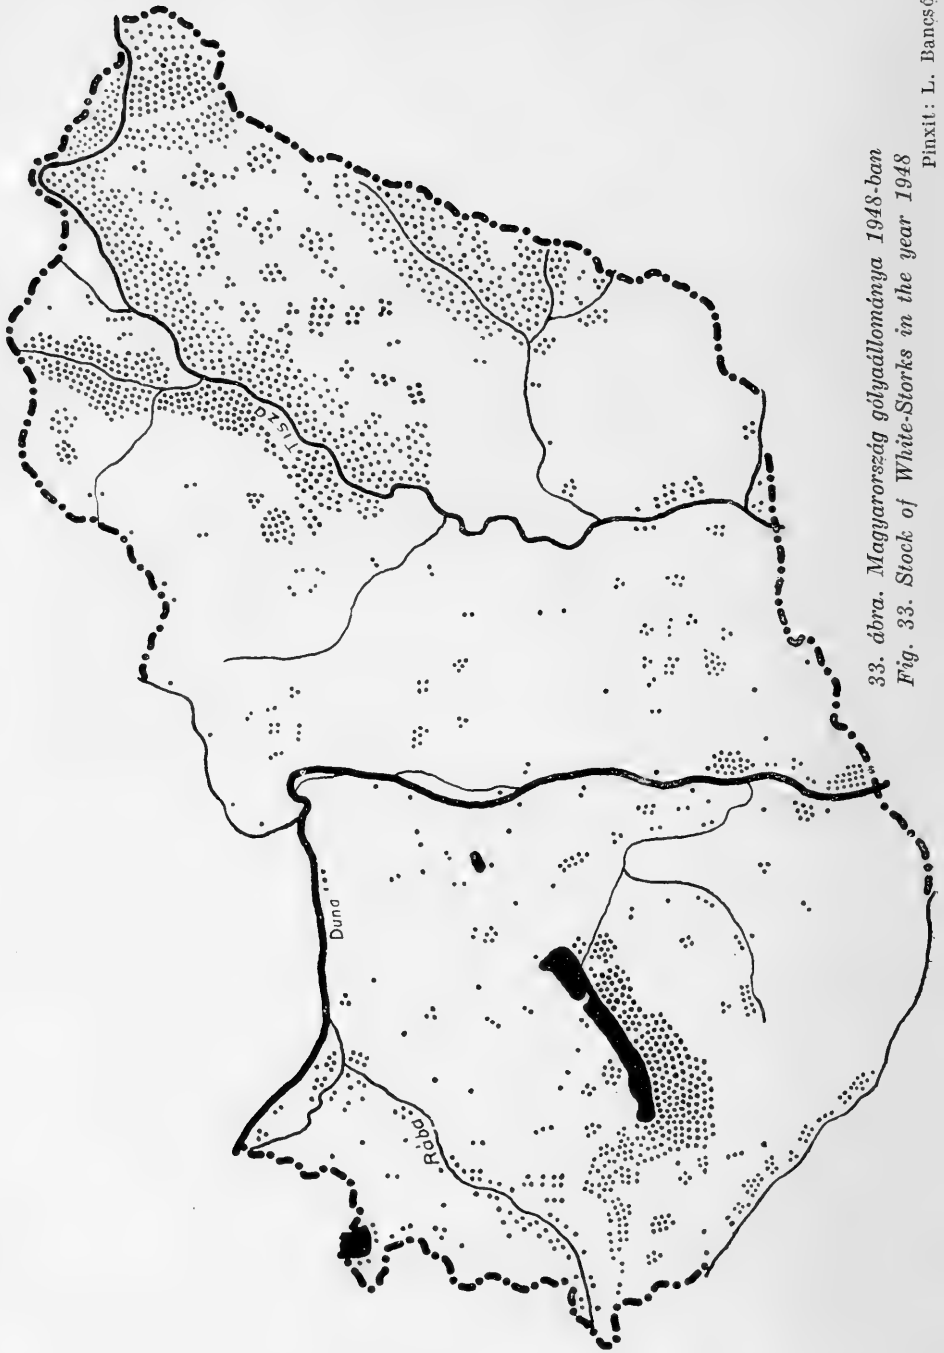 Tisza
Duna
Rába
33. ábra. Magyarország gólyaállománya 1948-ban
Fig. 33. Stock of White-Storks in the year 1948
Pinxit: L. Bancsó